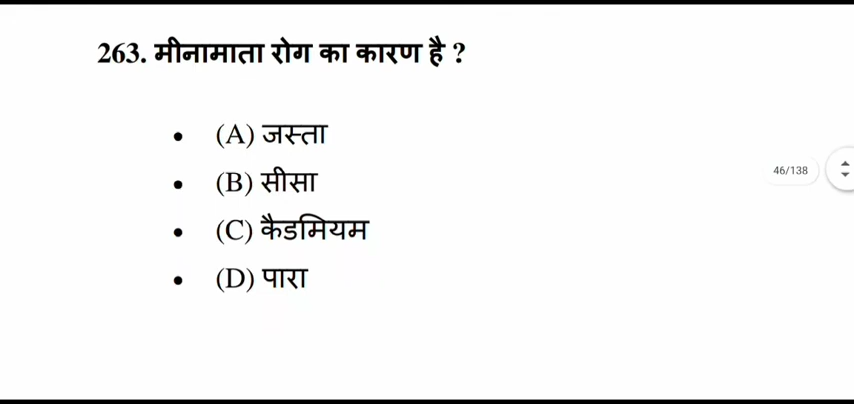 263. मीनामाता रोग का कारण है ?
• (A) जस्ता
• (B) सीसा
46/138
• (C) कैडमियम
• (D) पारा